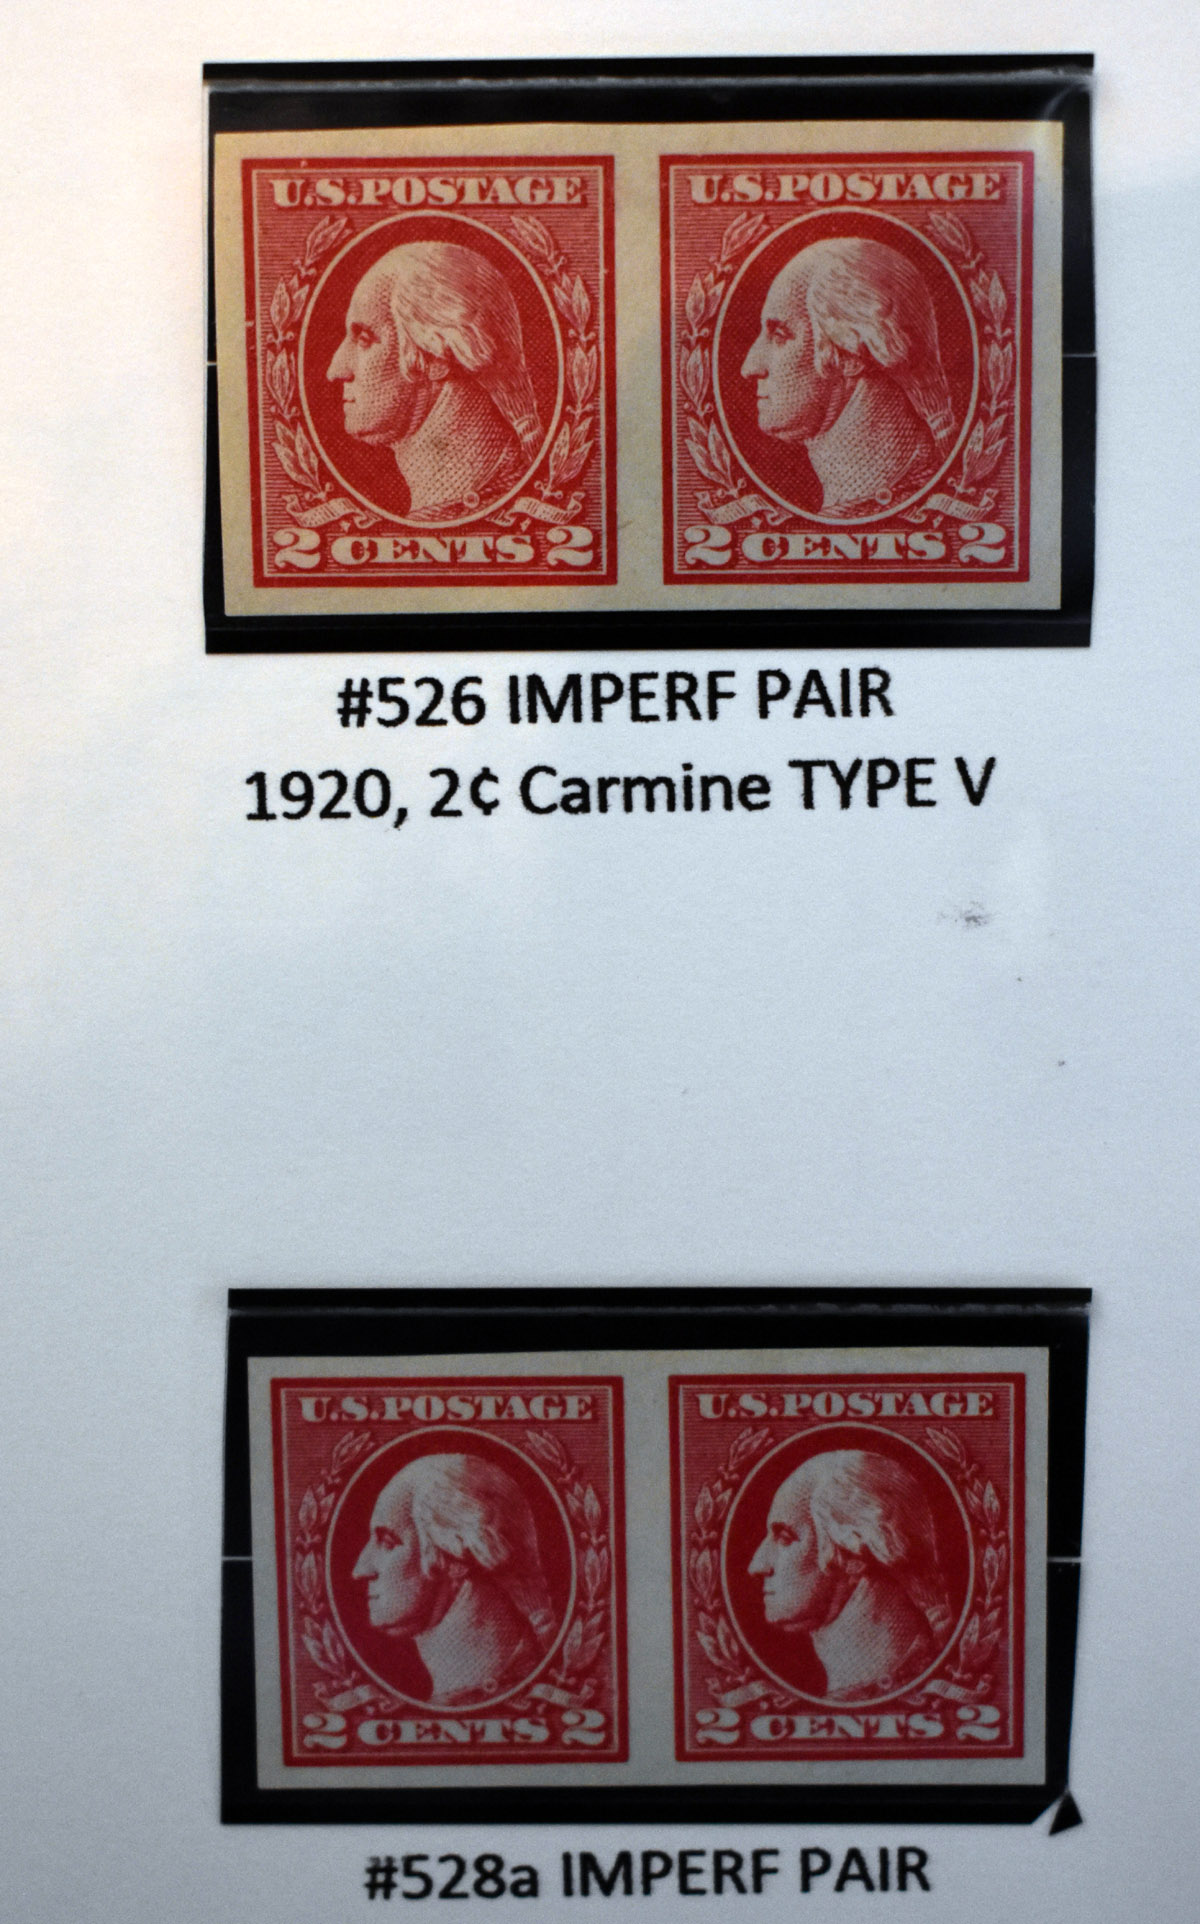 U.S.POSTAGE U.S.POSTAGE
2 CENTS 2 2 CENTS 2
#526 IMPERF PAIR
1920, 2¢ Carmine TYPE V
U.S.POSTAGE U.S.POSTAGE
2 CENTS 2 2 CENTS 2
#528a IMPERF PAIR